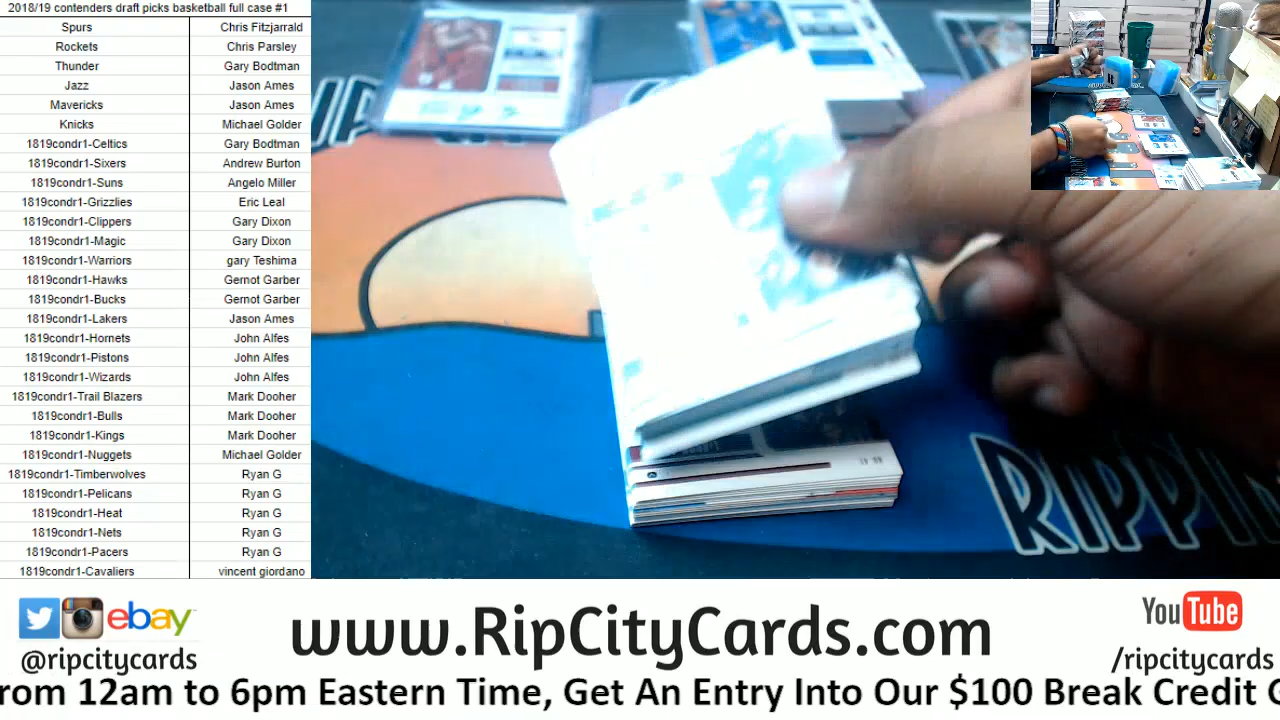 2018/19 contenders draft picks basketball full case #1
Spurs Chris Fitzjarrald
Rockets Chris Parsley
Thunder Gary Bodtman
Jazz Jason Ames
Mavericks Jason Ames
Knicks Michael Golder
1819condr1-Celtics Gary Bodtman
1819condr1-Sixers Andrew Burton
1819condr1-Suns Angelo Miller
1819condr1-Grizzlies Eric Leal
1819condr1-Clippers Gary Dixon
1819condr1-Magic Gary Dixon
1819condr1-Warriors gary Teshima
1819condr1-Hawks Gernot Garber
1819condr1-Bucks Gernot Garber
1819condr1-Lakers Jason Ames
1819condr1-Hornets John Alfes
1819condr1-Pistons John Alfes
1819condr1-Wizards John Alfes
1819condr1-Trail Blazers Mark Dooher
1819condr1-Bulls Mark Dooher
1819condr1-Kings Mark Dooher
1819condr1-Nuggets Michael Golder
1819condr1-Timberwolves Ryan G
1819condr1-Pelicans Ryan G
1819condr1-Heat Ryan G
1819condr1-Nets Ryan G
1819condr1-Pacers Ryan G
1819condr1-Cavaliers vincent giordano
RIPPIN
ebay
@ripcitycards
www.RipCityCards.com
YouTube
/ripcitycards
rom 12am to 6pm Eastern Time, Get An Entry Into Our $100 Break Credit G